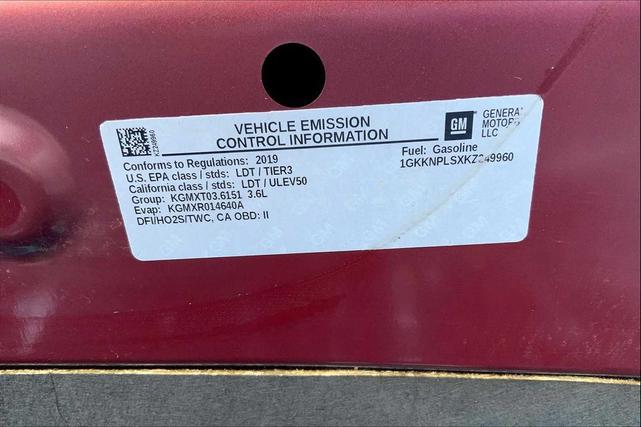 VEHICLE EMISSION
CONTROL INFORMATION
GM
GENERAL
MOTORS
LLC
Conforms to Regulations: 2019
U.S. EPA class / stds: LDT / TIER3
California class / stds: LDT / ULEV50
Group: KGMXT03.6151 3.6L
Evap: KGMXR014640A
DFI/HO2S/TWC, CA OBD: II
Fuel: Gasoline
1GKKNPLSXKZ249960